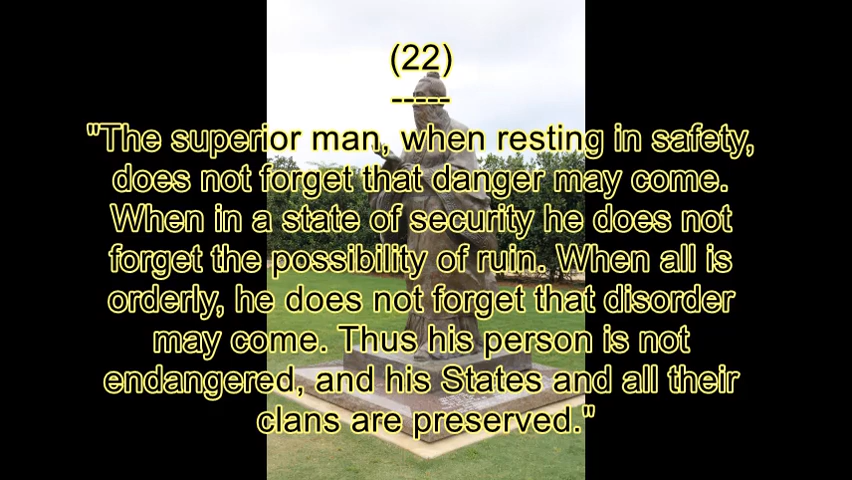 (22)
-----
"The superior man, when resting in safety,
does not forget that danger may come.
When in a state of security he does not
forget the possibility of ruin. When all is
orderly, he does not forget that disorder
may come. Thus his person is not
endangered, and his States and all their
clans are preserved."